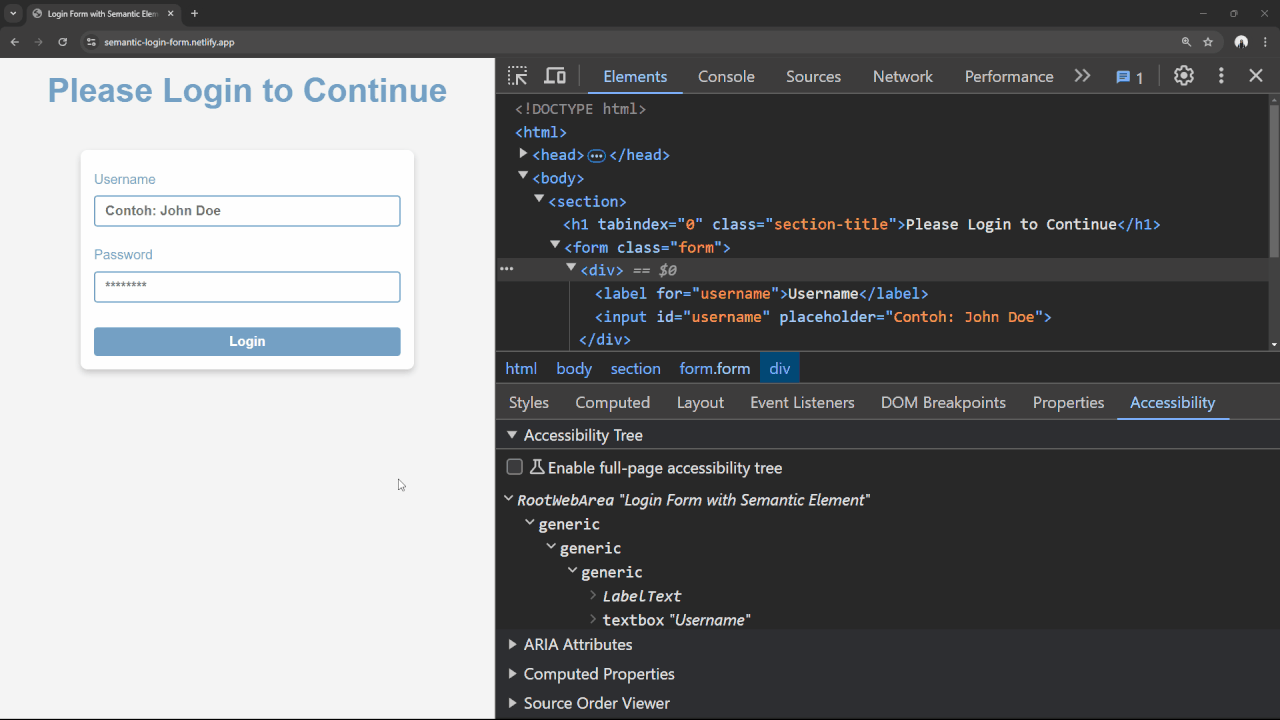 Login Form with Semantic Elem
semantic-login-form.netlify.app
Please Login to Continue
Username
Contoh: John Doe
Password
********
Login
Elements Console Sources Network Performance 1
<!DOCTYPE html>
<html>
<head> ••• </head>
<body>
<section>
<h1 tabindex="0" class="section-title">Please Login to Continue</h1>
<form class="form">
••• <div> == $0
<label for="username">Username</label>
<input id="username" placeholder="Contoh: John Doe">
</div>
html body section form.form div
Styles Computed Layout Event Listeners DOM Breakpoints Properties Accessibility
Accessibility Tree
Enable full-page accessibility tree
RootWebArea "Login Form with Semantic Element"
generic
generic
generic
LabelText
textbox "Username"
ARIA Attributes
Computed Properties
Source Order Viewer